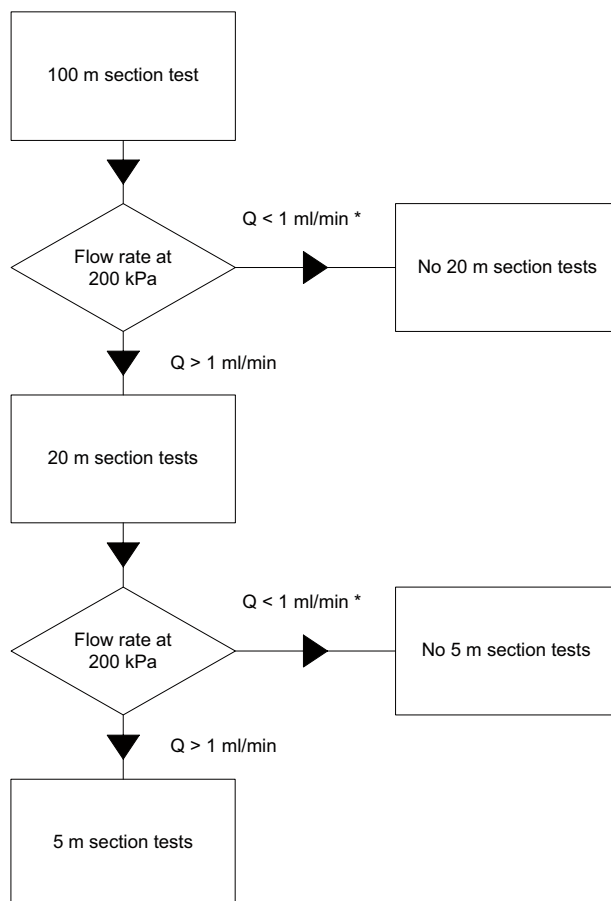 100 m section test
Q < 1 ml/min *
Flow rate at
200 kPa
No 20 m section tests
Q > 1 ml/min
20 m section tests
Q < 1 ml/min *
Flow rate at
200 kPa
No 5 m section tests
Q > 1 ml/min
5 m section tests